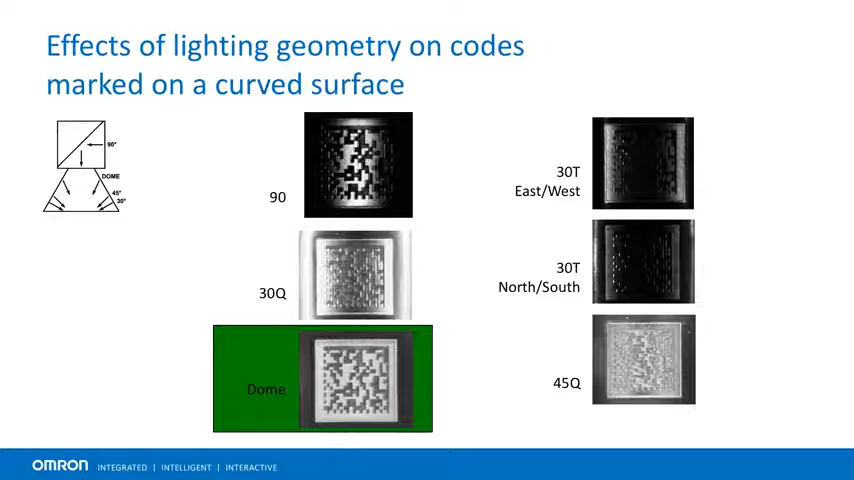 Effects of lighting geometry on codes
marked on a curved surface
90°
DOME
45°
30°
90
30Q
Dome
30T
East/West
30T
North/South
45Q
OMRON INTEGRATED | INTELLIGENT | INTERACTIVE